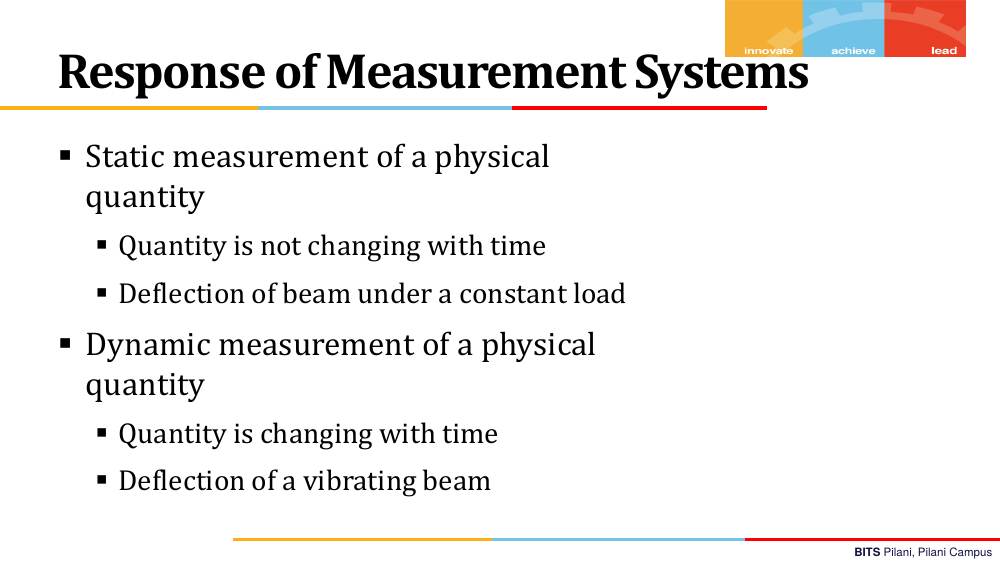 innovate achieve lead
Response of Measurement Systems
▪ Static measurement of a physical
quantity
▪ Quantity is not changing with time
▪ Deflection of beam under a constant load
▪ Dynamic measurement of a physical
quantity
▪ Quantity is changing with time
▪ Deflection of a vibrating beam
BITS Pilani, Pilani Campus